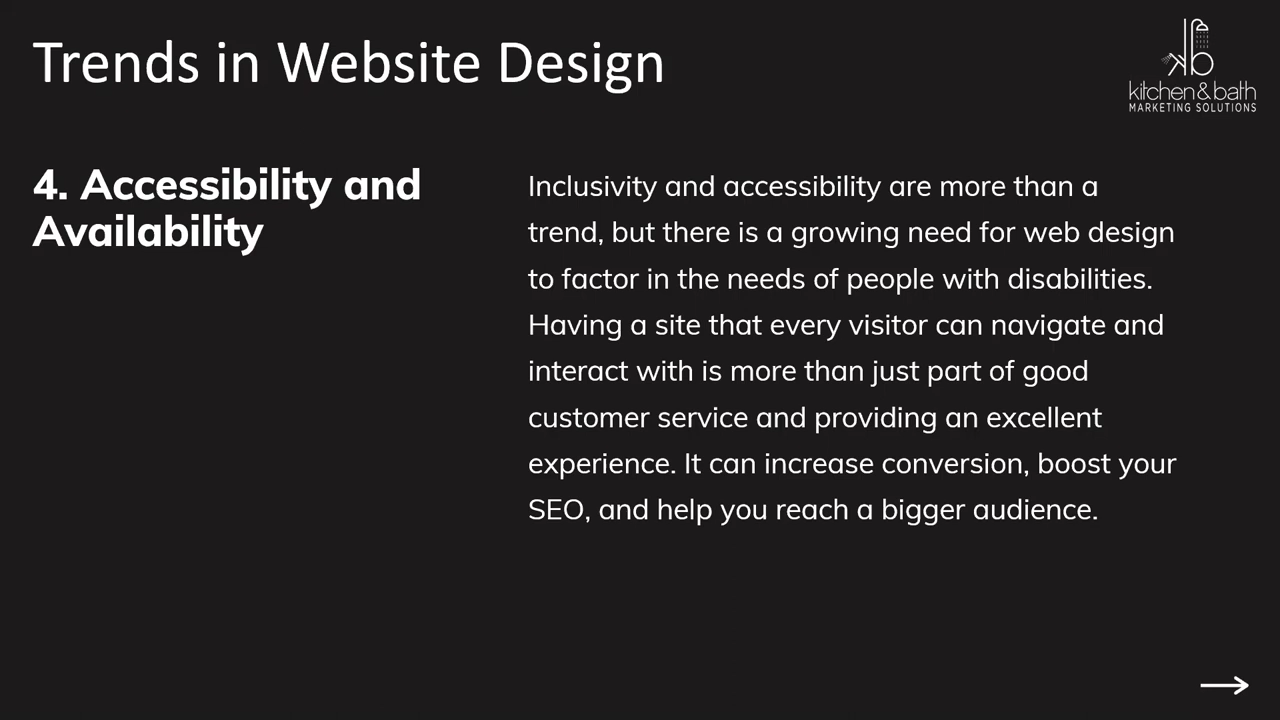 Trends in Website Design
kitchen & bath
MARKETING SOLUTIONS
4. Accessibility and
Availability
Inclusivity and accessibility are more than a
trend, but there is a growing need for web design
to factor in the needs of people with disabilities.
Having a site that every visitor can navigate and
interact with is more than just part of good
customer service and providing an excellent
experience. It can increase conversion, boost your
SEO, and help you reach a bigger audience.